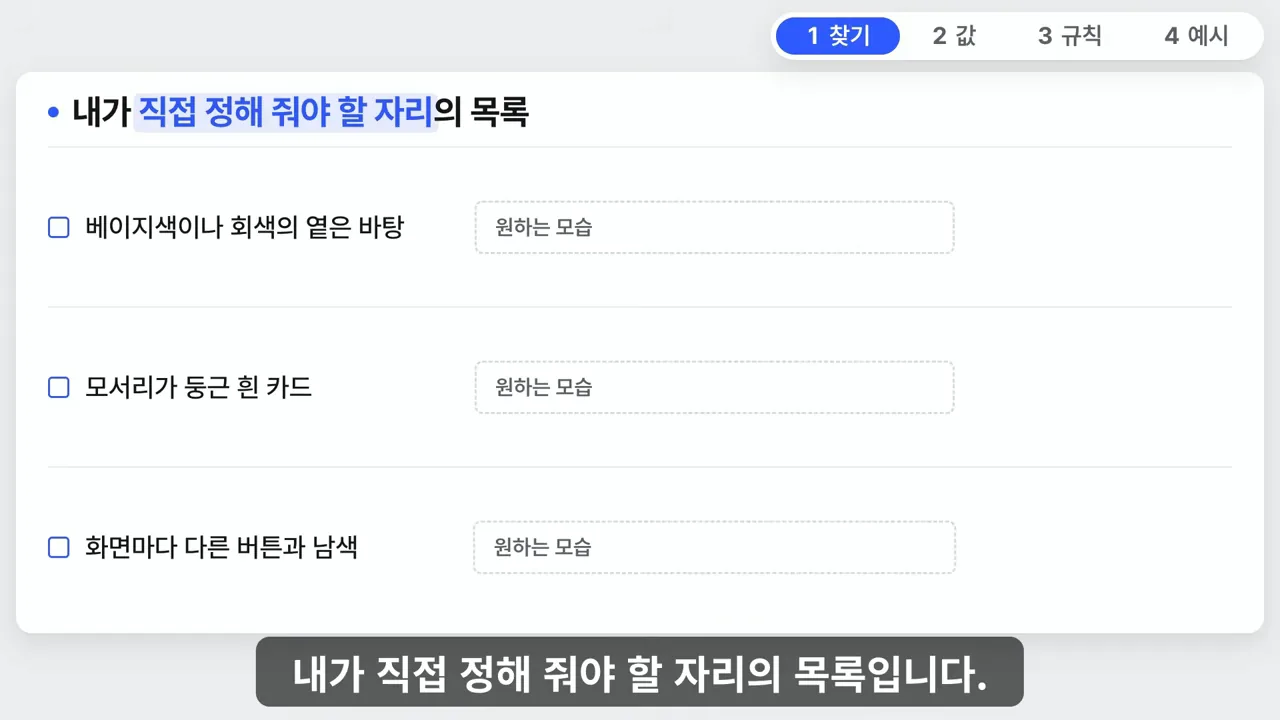 1 찾기 2 값 3 규칙 4 예시
• 내가 직접 정해 줘야 할 자리의 목록
베이지색이나 회색의 옅은 바탕 원하는 모습
모서리가 둥근 흰 카드 원하는 모습
화면마다 다른 버튼과 남색 원하는 모습
내가 직접 정해 줘야 할 자리의 목록입니다.